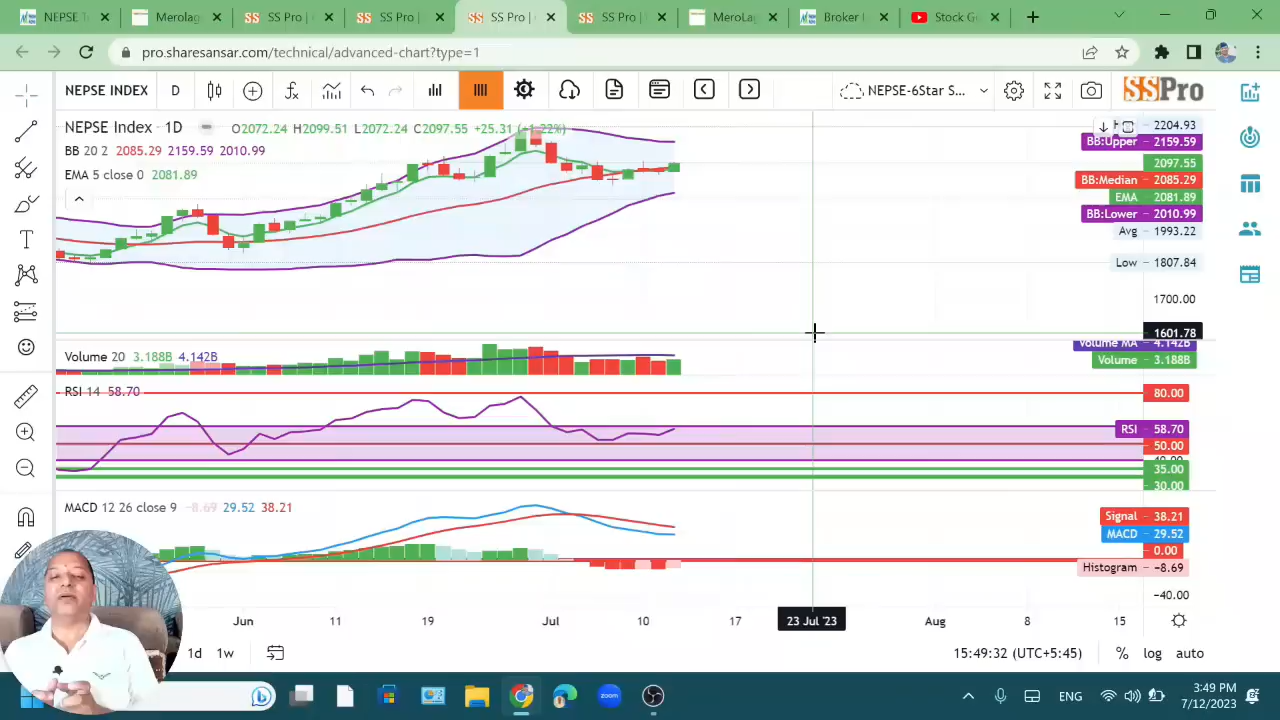 NEPSE T
Merolag
SS Pro |
SS Pro |
SS Pro |
SS Pro |
MeroLag
Broker L
Stock G
pro.sharesansar.com/technical/advanced-chart?type=1
NEPSE INDEX D NEPSE-6Star S... SSPro
NEPSE Index · 1D O2072.24 H2099.51 L2072.24 C2097.55 +25.31 (+1.22%)
BB 20 2 2085.29 2159.59 2010.99
EMA 5 close 0 2081.89
2204.93
BB:Upper 2159.59
2097.55
BB:Median 2085.29
EMA 2081.89
BB:Lower 2010.99
Avg 1993.22
Low 1807.84
1700.00
1601.78
Volume 20 3.188B 4.142B
Volume MA 4.142B
Volume 3.188B
RSI 14 58.70
80.00
RSI 58.70
50.00
40.00
35.00
30.00
MACD 12 26 close 9 −8.69 29.52 38.21
Signal 38.21
MACD 29.52
0.00
Histogram −8.69
−40.00
Jun 11 19 Jul 10 17 23 Jul '23 Aug 8 15
1d 1w 15:49:32 (UTC+5:45) % log auto
zoom
ENG
3:49 PM
7/12/2023